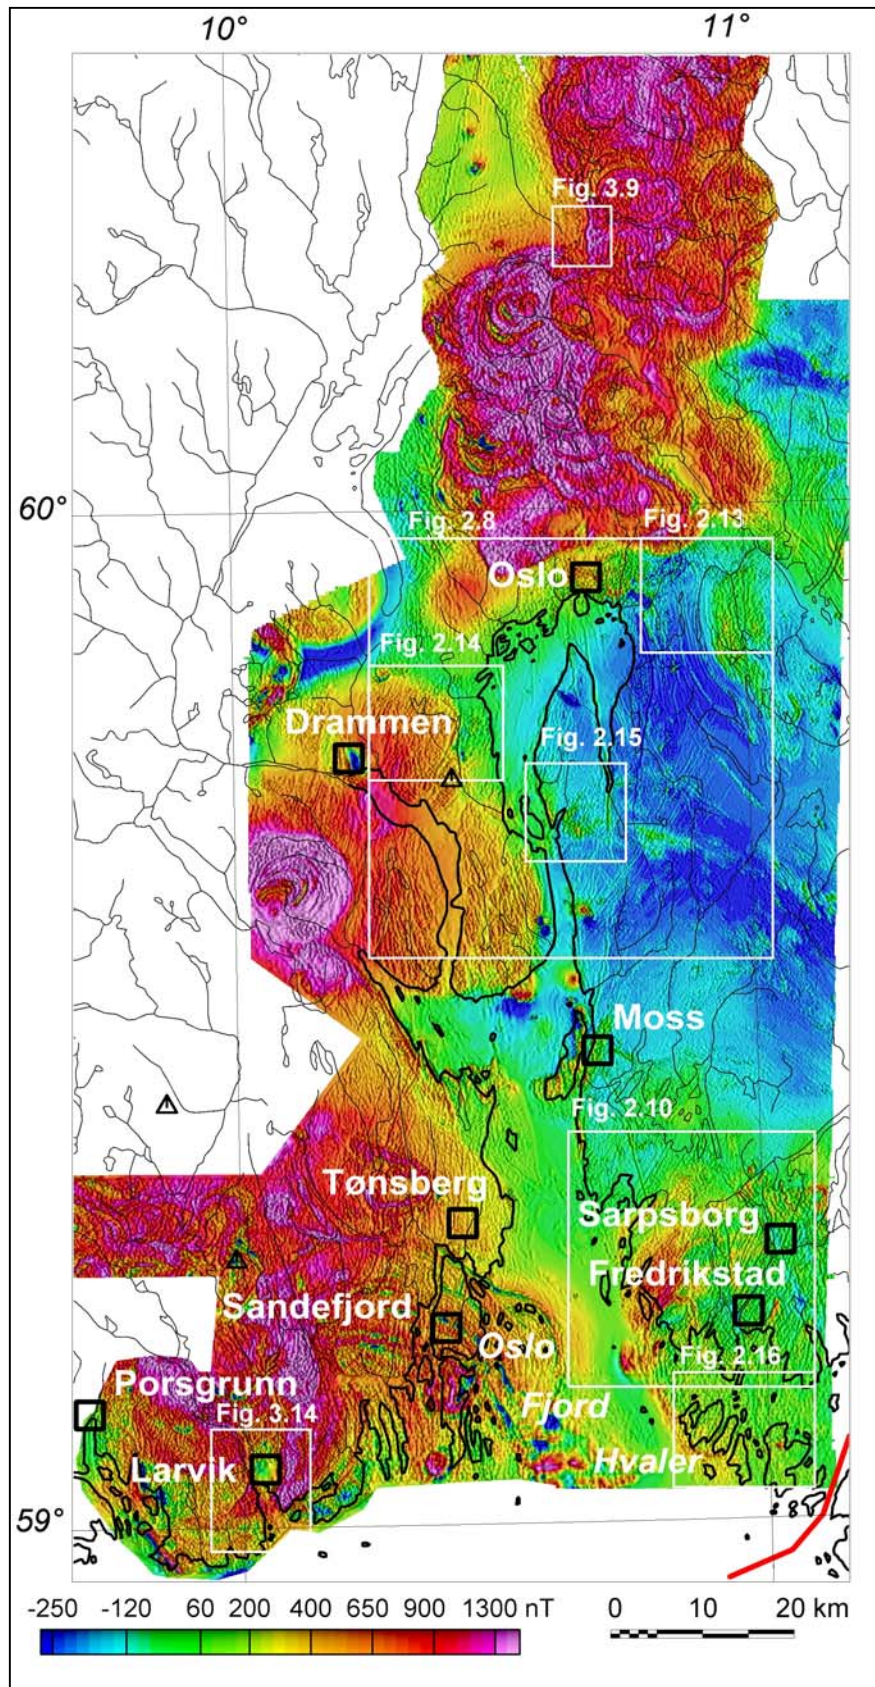 10° 11°
Fig. 3.9
60°
Fig. 2.8 Fig. 2.13
Oslo
Fig. 2.14
Drammen
Fig. 2.15
Moss
Fig. 2.10
Tønsberg
Sarpsborg
Fredrikstad
Sandefjord
Oslo
Fig. 2.16
Porsgrunn
Fjord
Fig. 3.14
Hvaler
Larvik
59°
-250 -120 60 200 400 650 900 1300 nT 0 10 20 km